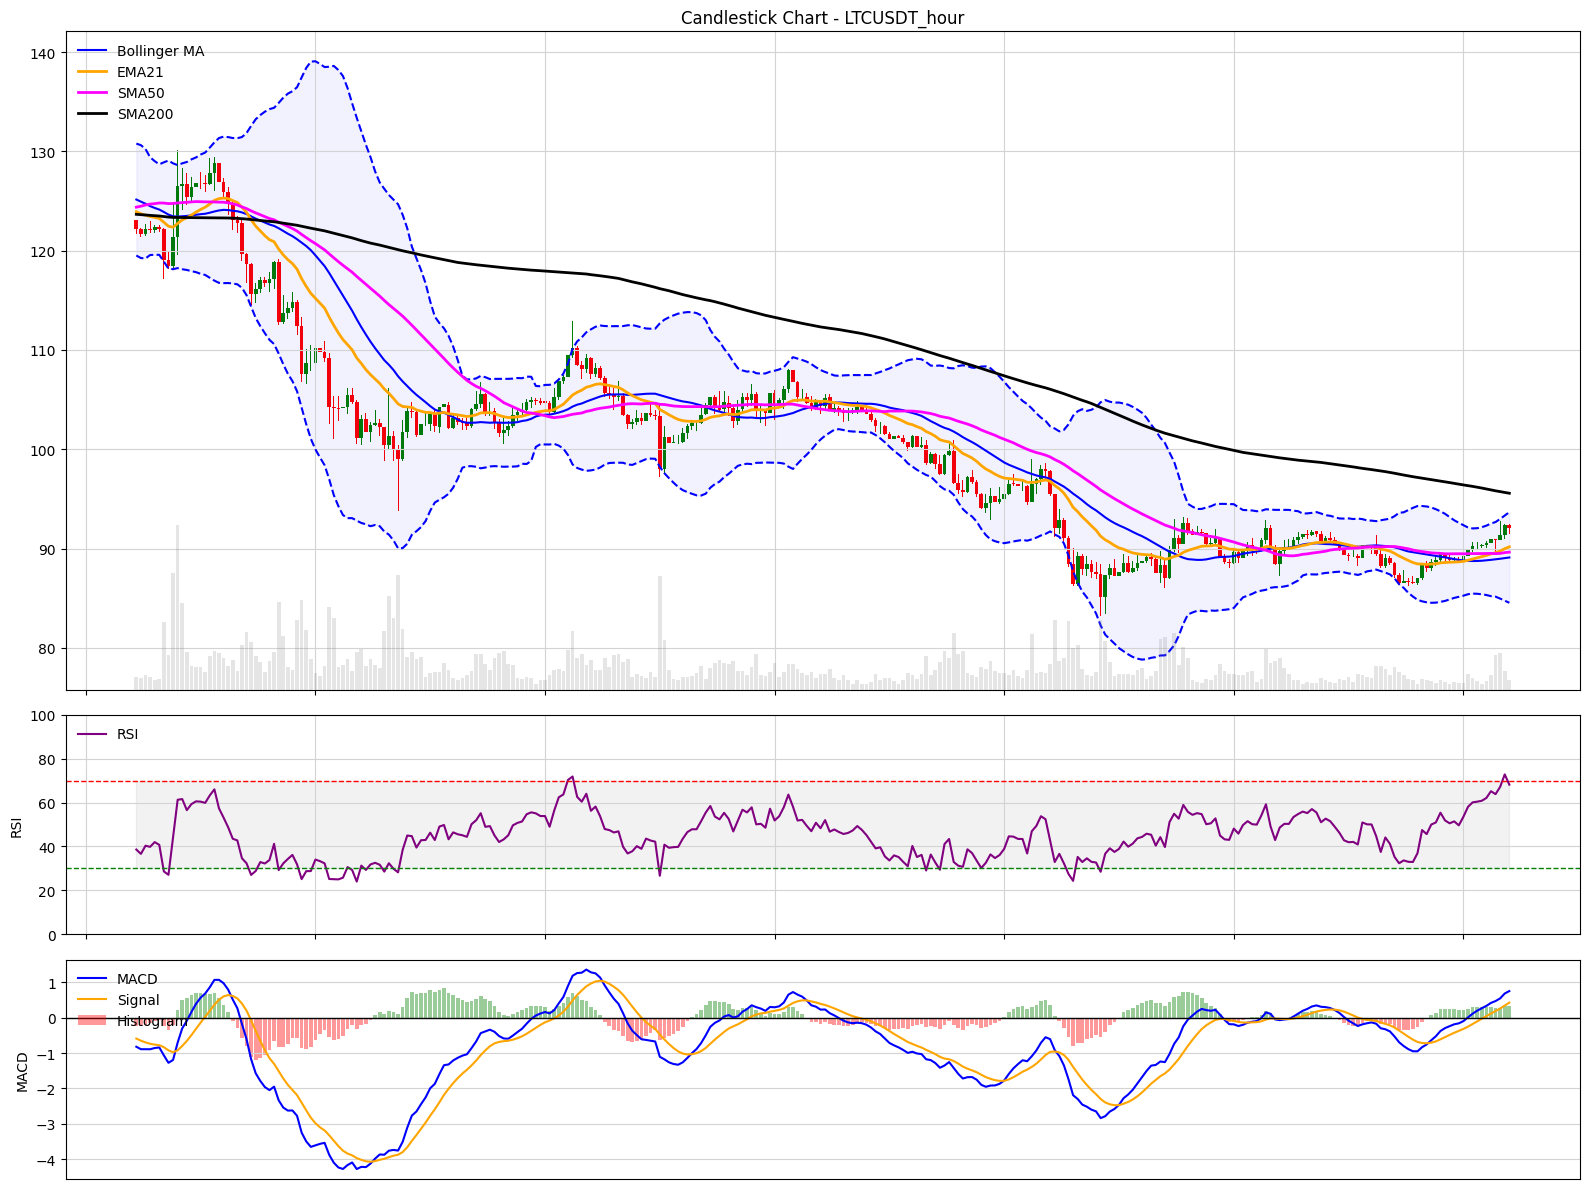 Candlestick Chart - LTCUSDT_hour
Bollinger MA
EMA21
SMA50
SMA200
140
130
120
110
100
90
80
RSI
100
80
60
40
20
0
RSI
MACD
Signal
Histogram
1
0
−1
−2
−3
−4
MACD